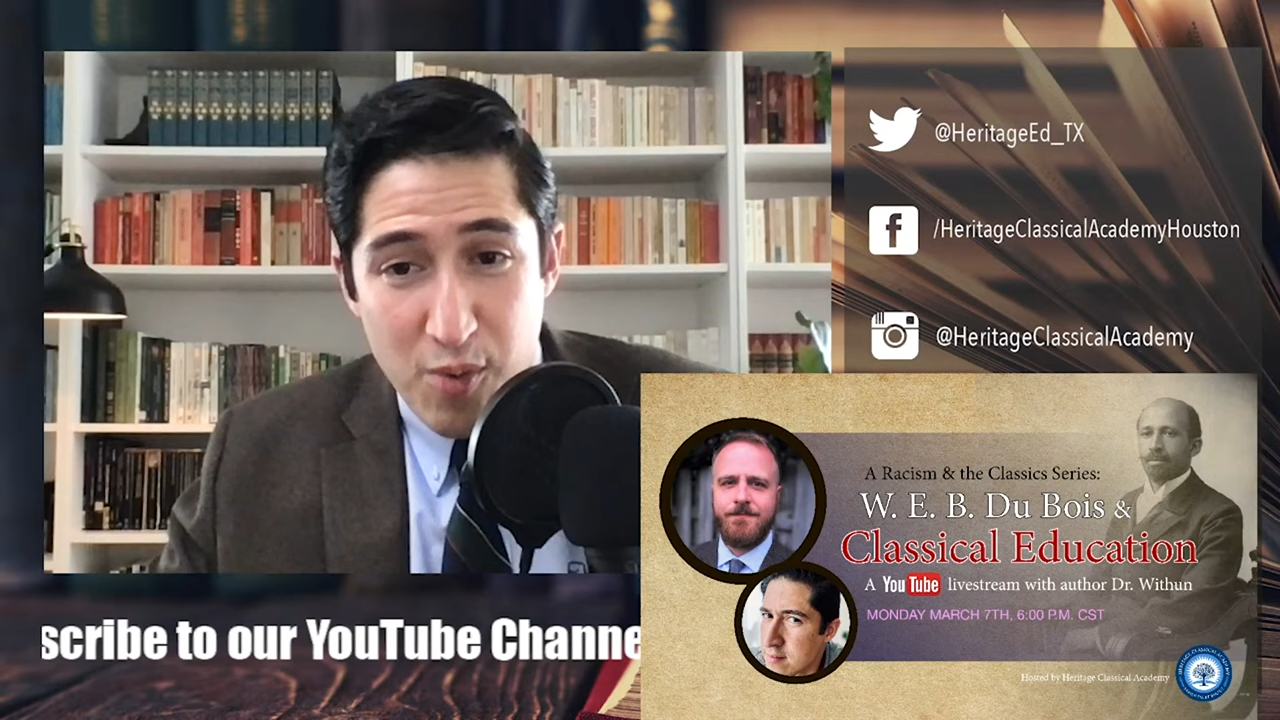 @HeritageEd_TX
/HeritageClassicalAcademyHouston
@HeritageClassicalAcademy
A Racism & the Classics Series:
W. E. B. Du Bois &
Classical Education
A YouTube livestream with author Dr. Withun
MONDAY MARCH 7TH, 6:00 P.M. CST
Hosted by Heritage Classical Academy
scribe to our YouTube Channe